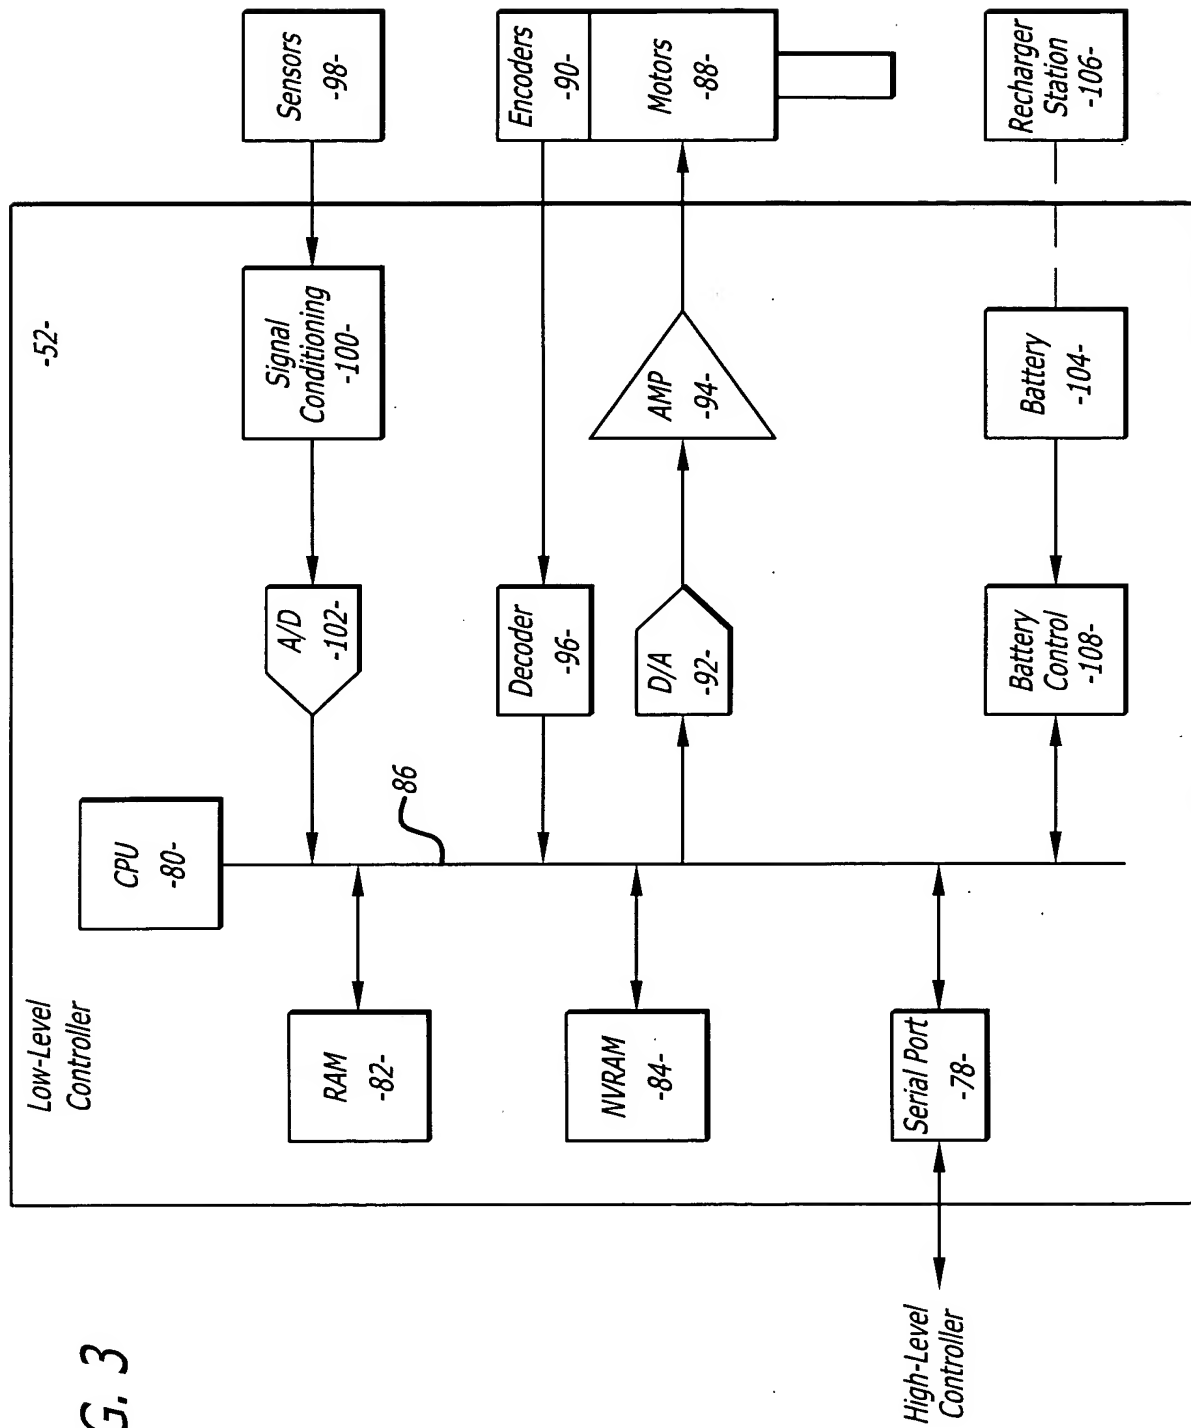 G. 3
Low-Level
Controller
-52-
CPU
-80-
Sensors
-98-
Signal
Conditioning
-100-
A/D
-102-
RAM
-82-
86
Encoders
-90-
Motors
-88-
Decoder
-96-
D/A
-92-
AMP
-94-
NVRAM
-84-
High-Level
Controller
Serial Port
-78-
Battery
Control
-108-
Battery
-104-
Recharger
Station
-106-